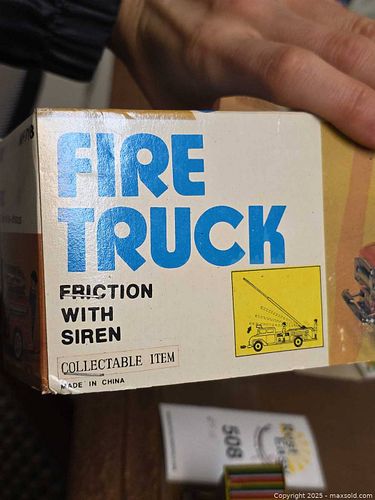 FIRE
TRUCK
FRICTION
WITH
SIREN
COLLECTABLE ITEM
MADE IN CHINA
508
Copyright ©2025 - maxsold.com